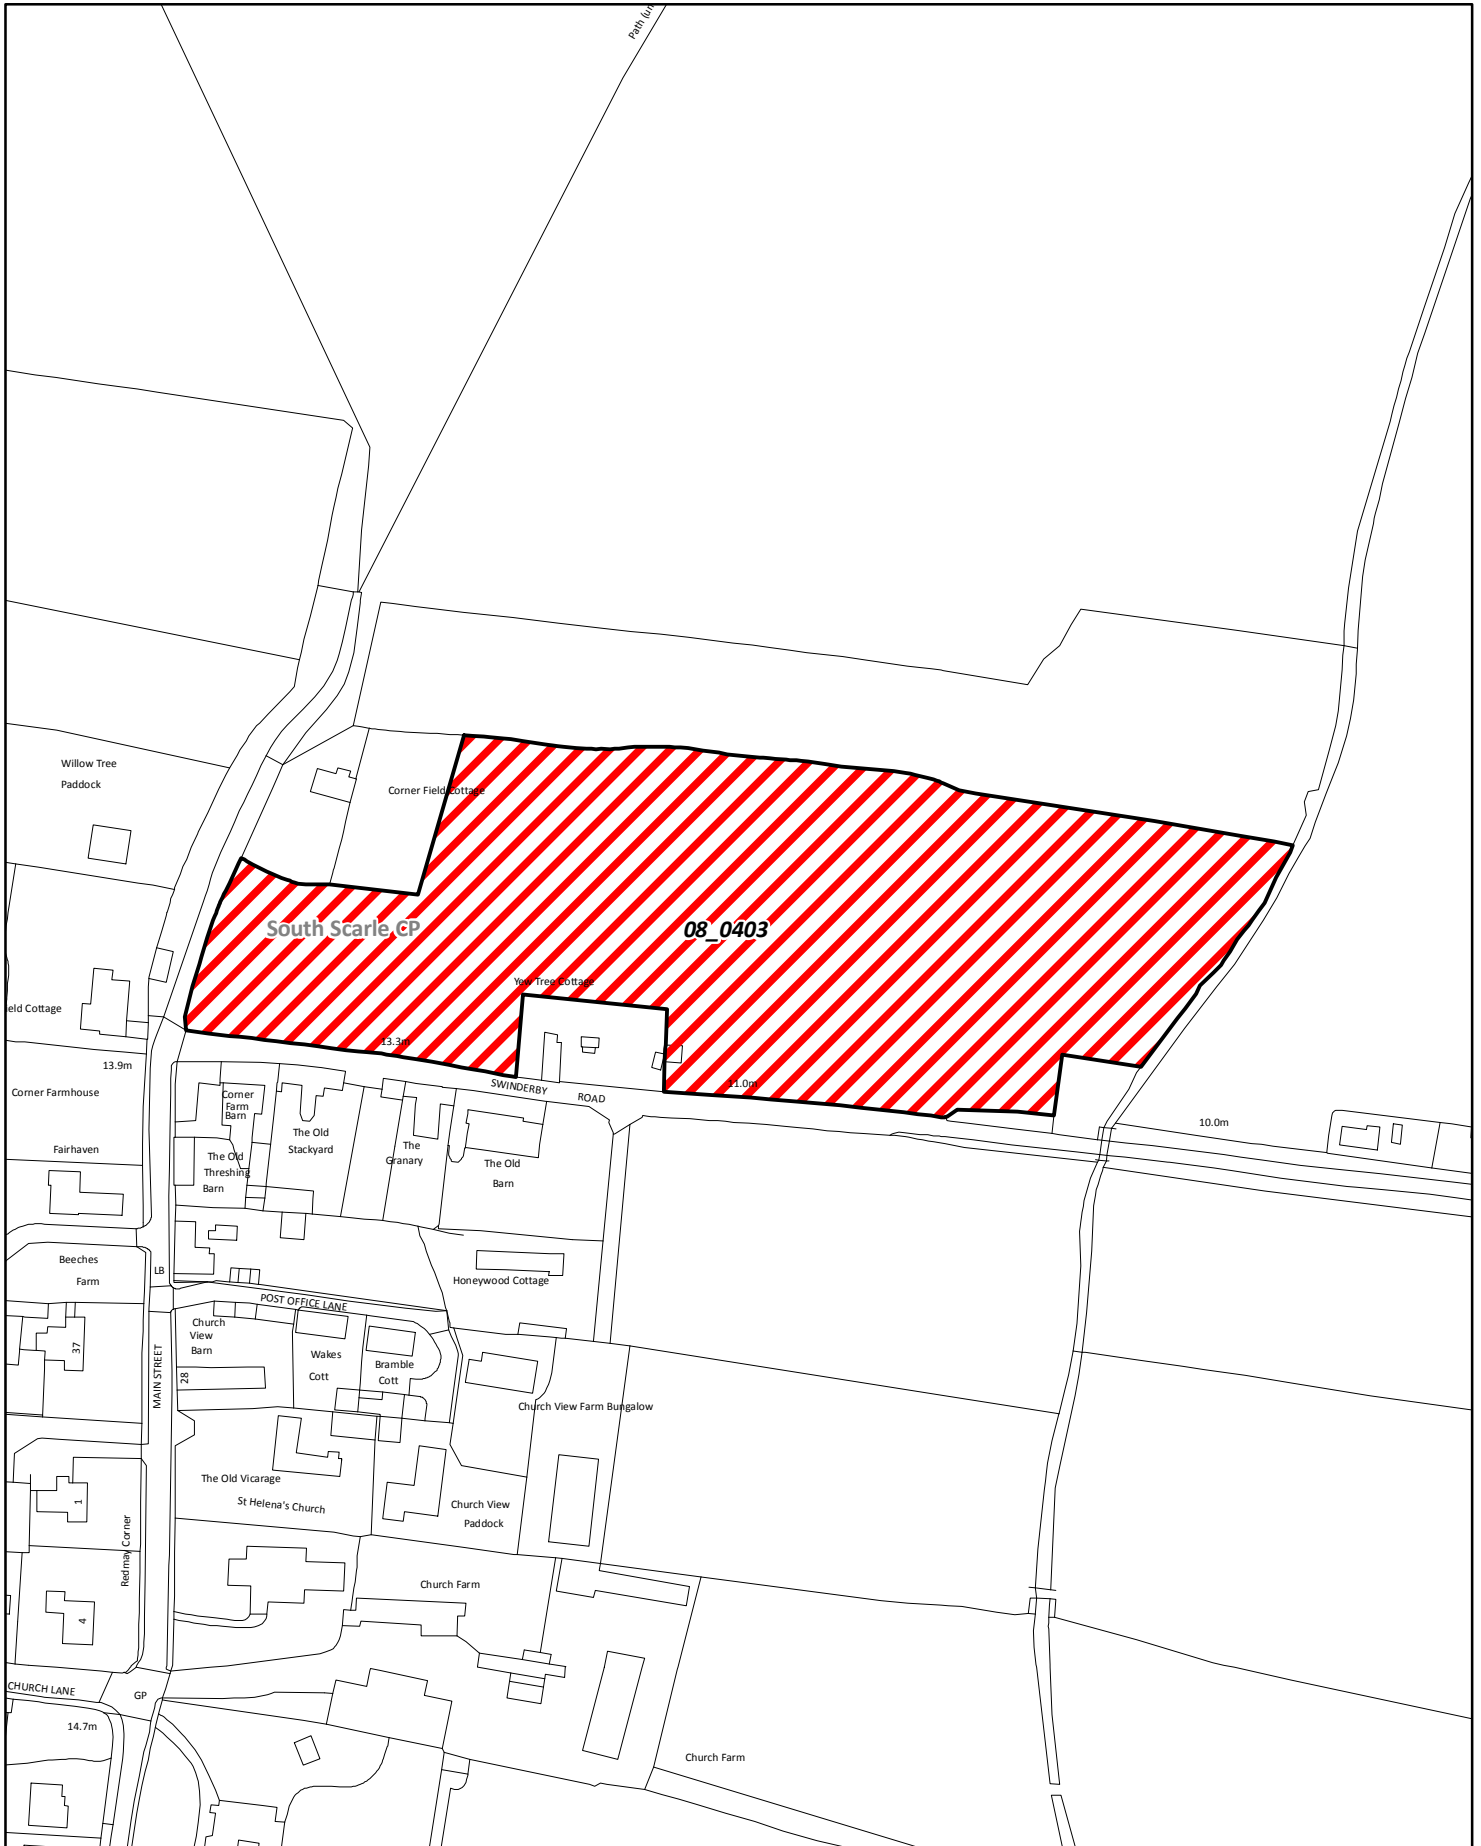 Path (un
Willow Tree
Paddock
Corner Field Cottage
South Scarle CP
08_0403
Yew Tree Cottage
eld Cottage
13.3m
13.9m
11.0m
SWINDERBY
ROAD
Corner Farmhouse
Corner
Farm
Barn
10.0m
The Old
Stackyard
Fairhaven
The
Granary
The Old
Threshing
Barn
The Old
Barn
Beeches
Farm
LB
Honeywood Cottage
POST OFFICE LANE
Church
View
Barn
37
MAIN STREET
28
Wakes
Cott
Bramble
Cott
Church View Farm Bungalow
The Old Vicarage
St Helena's Church
1
Church View
Paddock
Redmay Corner
4
Church Farm
CHURCH LANE
GP
14.7m
Church Farm